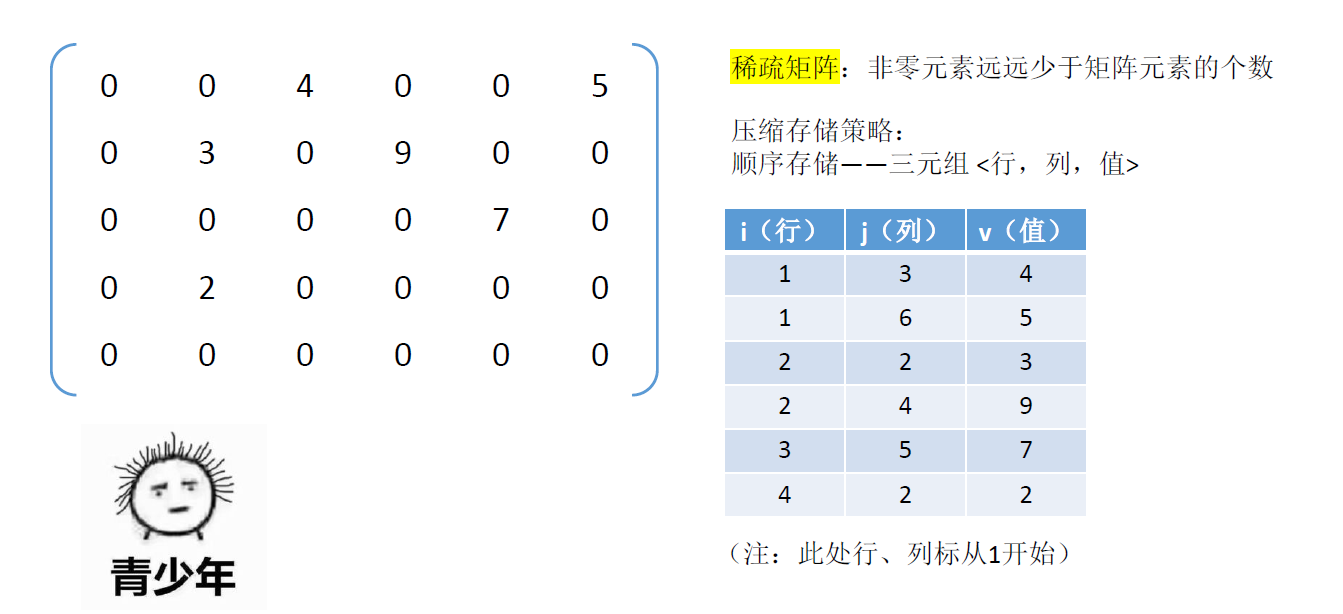 0 0 4 0 0 5
0 3 0 9 0 0
0 0 0 0 7 0
0 2 0 0 0 0
0 0 0 0 0 0
青少年
稀疏矩阵：非零元素远远少于矩阵元素的个数
压缩存储策略：
顺序存储——三元组 <行，列，值>
i（行） j（列） v（值）
1 3 4
1 6 5
2 2 3
2 4 9
3 5 7
4 2 2
（注：此处行、列标从1开始）